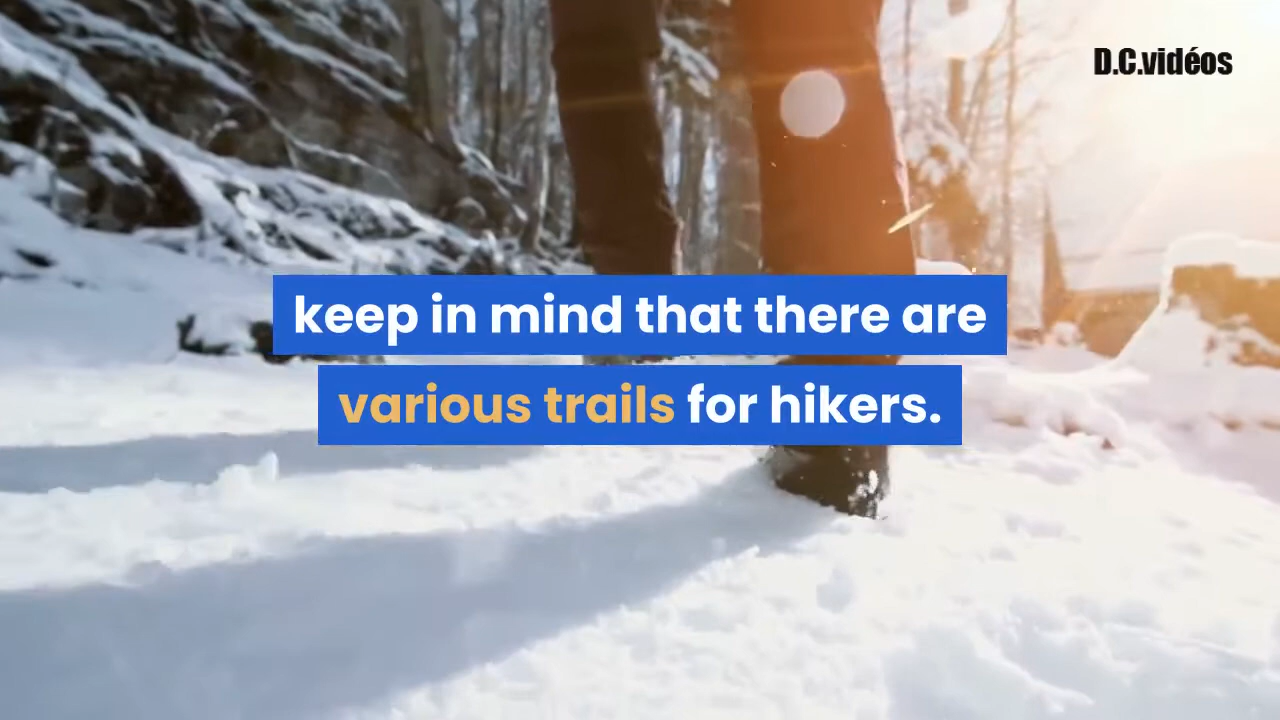 D.C.vidéos
keep in mind that there are
various trails for hikers.